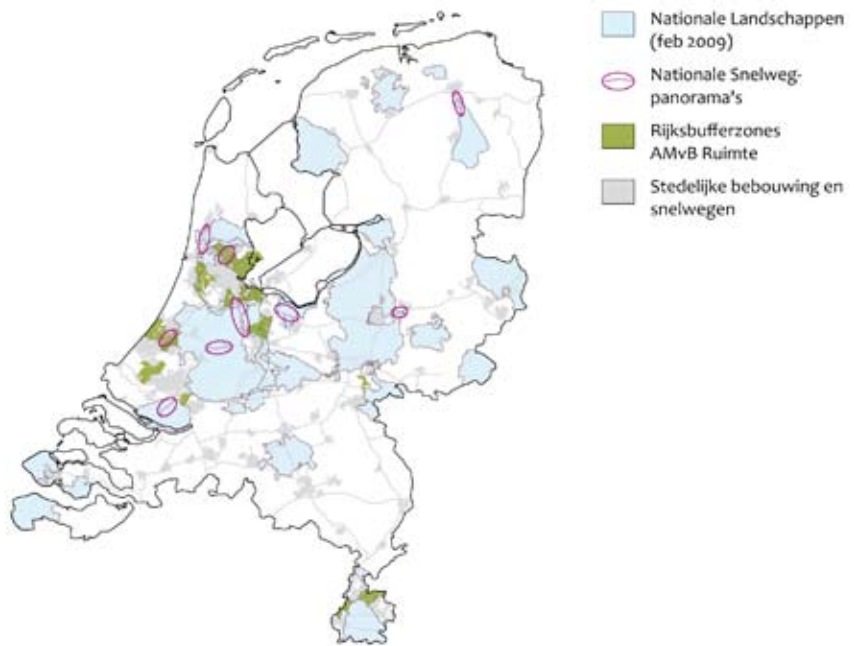 Nationale Landschappen
(feb 2009)
Nationale Snelweg-
panorama's
Rijksbufferzones
AMvB Ruimte
Stedelijke bebouwing en
snelwegen